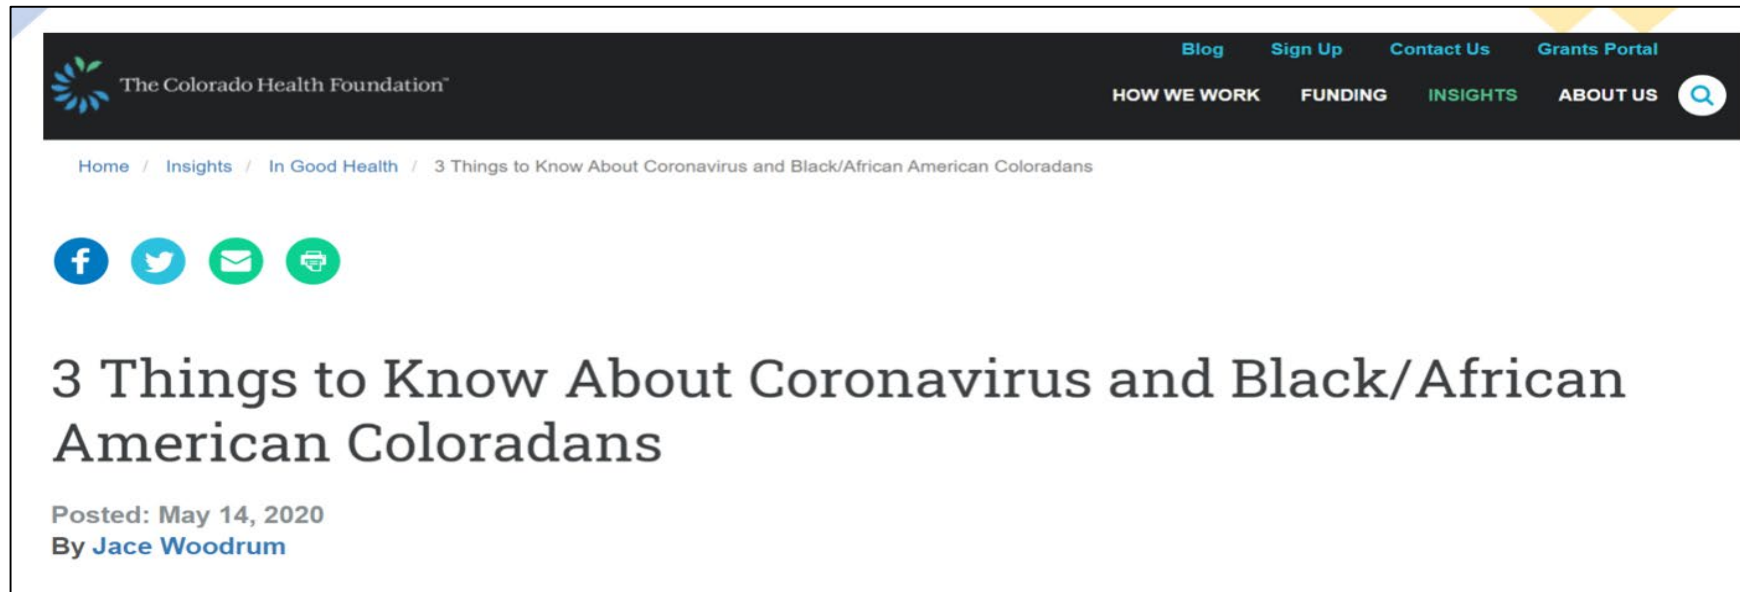 Blog Sign Up Contact Us Grants Portal
The Colorado Health Foundation™
HOW WE WORK FUNDING INSIGHTS ABOUT US
Home / Insights / In Good Health / 3 Things to Know About Coronavirus and Black/African American Coloradans
3 Things to Know About Coronavirus and Black/African
American Coloradans
Posted: May 14, 2020
By Jace Woodrum